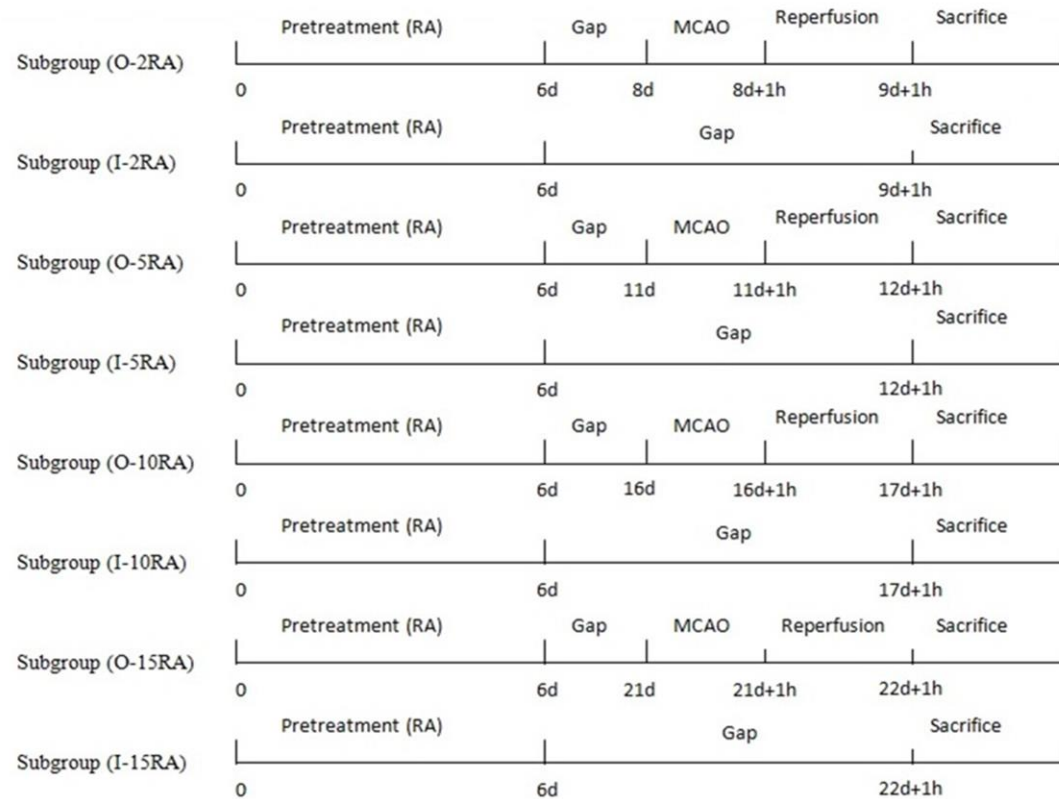 Pretreatment (RA) Gap MCAO Reperfusion Sacrifice
Subgroup (O-2RA)
0 6d 8d 8d+1h 9d+1h
Pretreatment (RA) Gap Sacrifice
Subgroup (I-2RA)
0 6d 9d+1h
Pretreatment (RA) Gap MCAO Reperfusion Sacrifice
Subgroup (O-5RA)
0 6d 11d 11d+1h 12d+1h
Pretreatment (RA) Gap Sacrifice
Subgroup (I-5RA)
0 6d 12d+1h
Pretreatment (RA) Gap MCAO Reperfusion Sacrifice
Subgroup (O-10RA)
0 6d 16d 16d+1h 17d+1h
Pretreatment (RA) Gap Sacrifice
Subgroup (I-10RA)
0 6d 17d+1h
Pretreatment (RA) Gap MCAO Reperfusion Sacrifice
Subgroup (O-15RA)
0 6d 21d 21d+1h 22d+1h
Pretreatment (RA) Gap Sacrifice
Subgroup (I-15RA)
0 6d 22d+1h